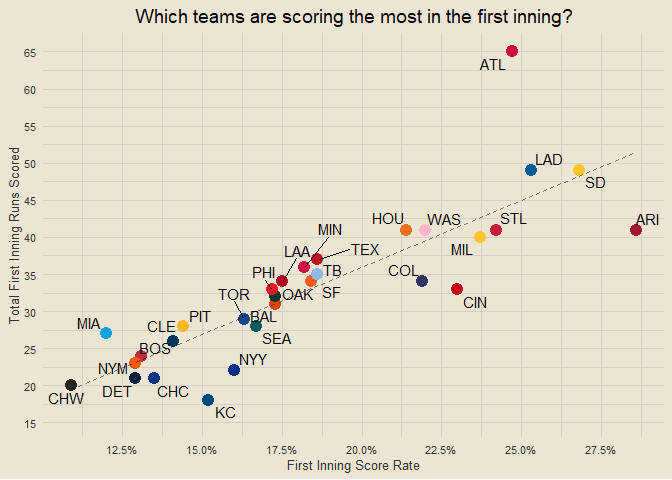 Which teams are scoring the most in the first inning?
65
ATL
60
55
50
LAD
SD
45
HOU
WAS
STL
ARI
40
MIN
MIL
LAA
TEX
35
PHI
TB
COL
OAK
SF
CIN
30
TOR
BAL
MIA
CLE
PIT
SEA
25
BOS
NYM
NYY
20
CHW
DET
CHC
KC
15
12.5%
15.0%
17.5%
20.0%
22.5%
25.0%
27.5%
First Inning Score Rate
Total First Inning Runs Scored